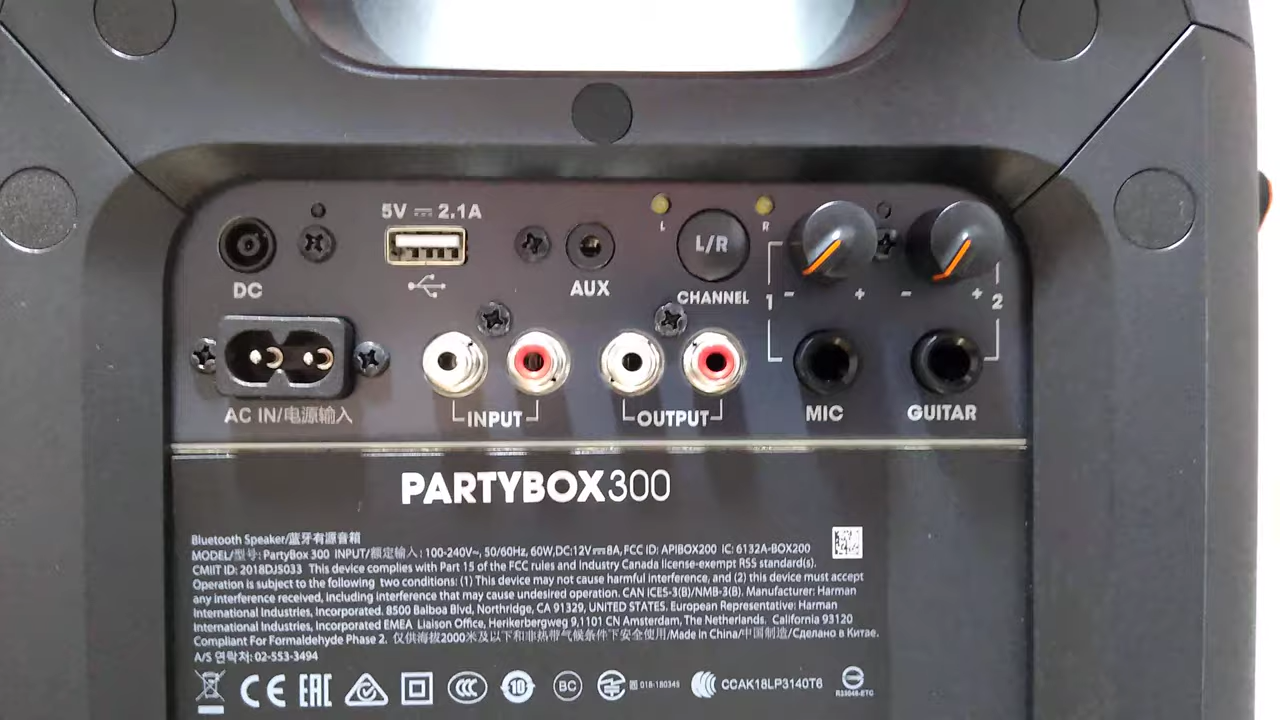 5V ⎓ 2.1A
L
R
L/R
DC
AUX
CHANNEL
1 - + - + 2
AC IN/电源输入
INPUT
OUTPUT
MIC
GUITAR
PARTYBOX300
Bluetooth Speaker/蓝牙有源音箱
MODEL/型号: PartyBox 300 INPUT/额定输入: 100-240V~, 50/60Hz, 60W,DC:12V⎓8A, FCC ID: APIBOX200 IC: 6132A-BOX200
CMIIT ID: 2018DJ5033 This device complies with Part 15 of the FCC rules and Industry Canada license-exempt RSS standard(s).
Operation is subject to the following two conditions: (1) This device may not cause harmful interference, and (2) this device must accept
any interference received, including interference that may cause undesired operation. CAN ICES-3(B)/NMB-3(B). Manufacturer: Harman
International Industries, Incorporated. 8500 Balboa Blvd, Northridge, CA 91329, UNITED STATES. European Representative: Harman
International Industries, Incorporated EMEA Liaison Office, Herikerbergweg 9,1101 CN Amsterdam, The Netherlands. California 93120
Compliant For Formaldehyde Phase 2. 仅供海拔2000米及以下和非热带气候条件下安全使用/Made in China/中国制造/Сделано в Китае.
A/S 연락처: 02-553-3494
CE EAC CCC 10 BC 018-180345 CCAK18LP3140T6